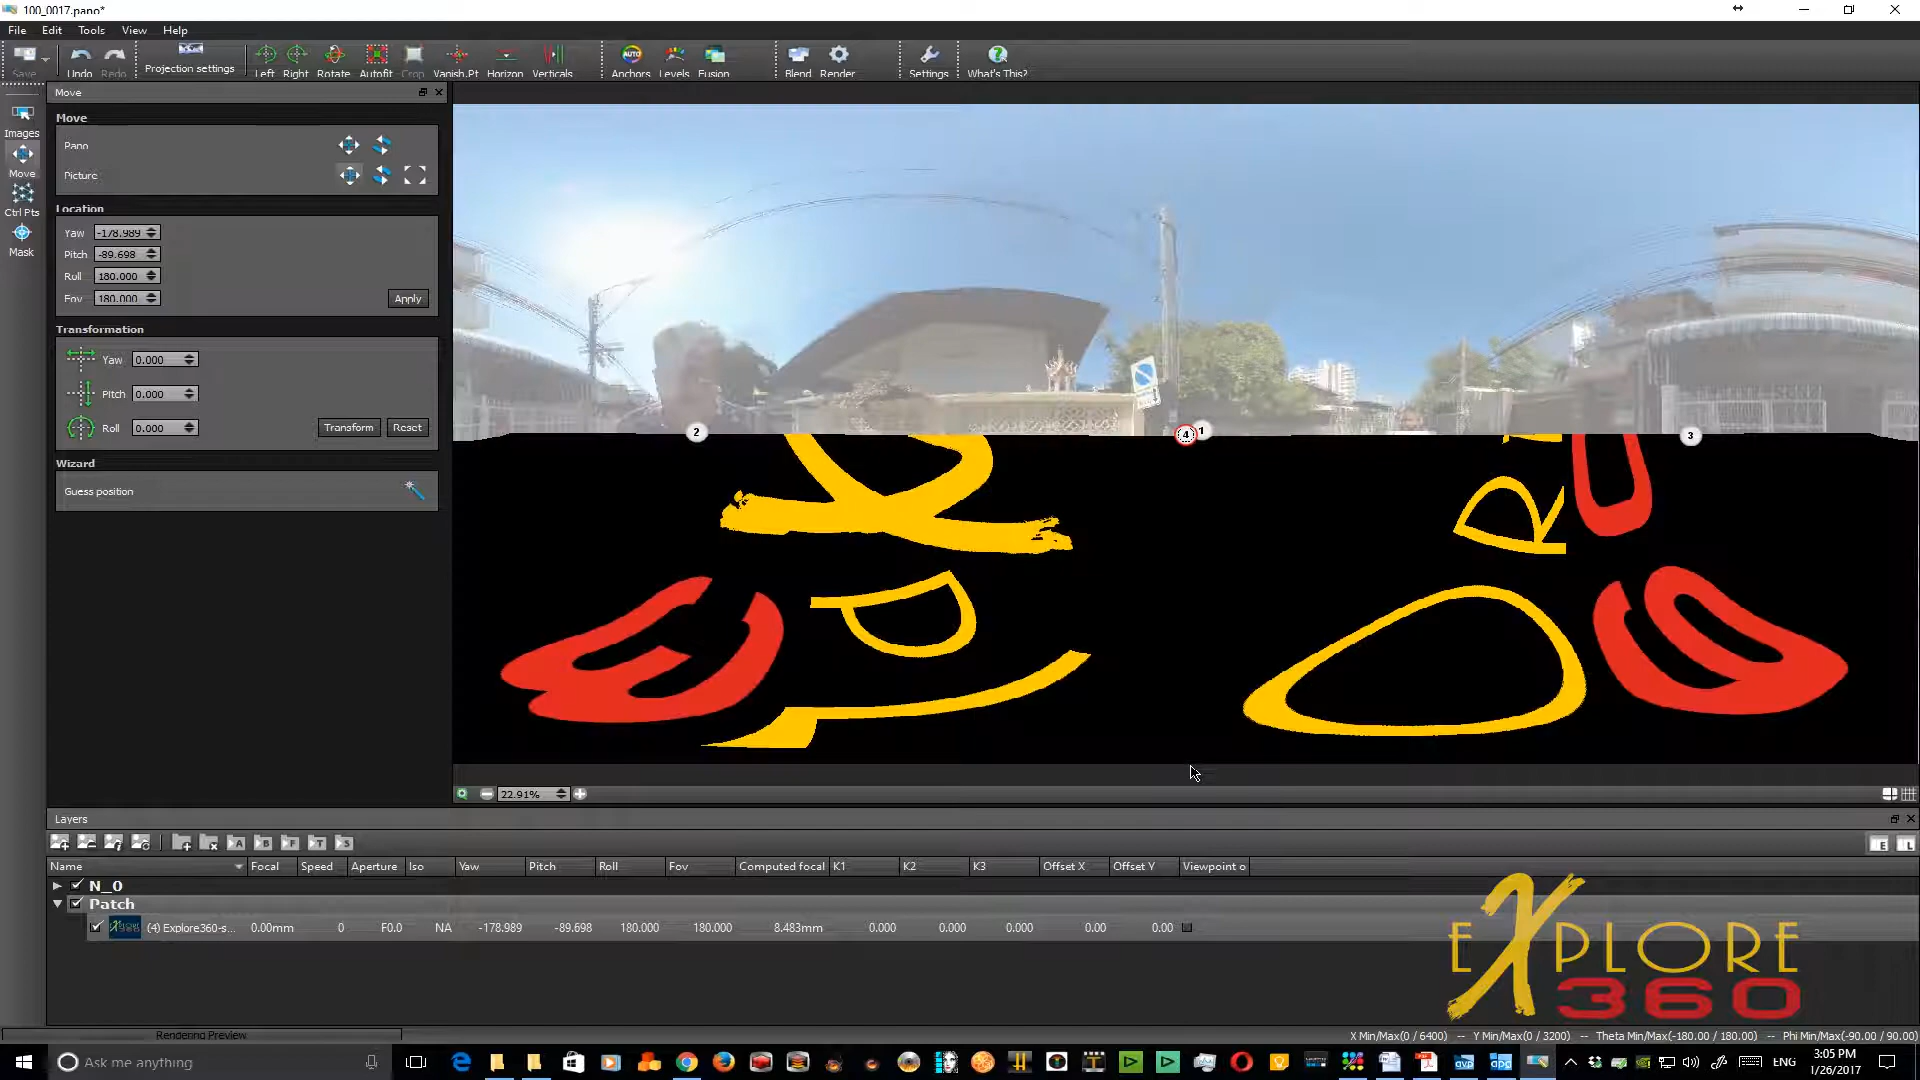 100_0017.pano*
File Edit Tools View Help
Save Undo Redo Projection settings Left Right Rotate Autofit Crop Vanish.Pt Horizon Verticals AUTO Anchors Levels Fusion Blend Render Settings What's This?
Move
Images
Move
Ctrl Pts
Mask
Move
Pano
Picture
Location
Yaw -178.989
Pitch -89.698
Roll 180.000
Fov 180.000 Apply
Transformation
Yaw 0.000
Pitch 0.000
Roll 0.000 Transform Reset
Wizard
Guess position
2 4 1 3
22.91%
Layers
Name Focal Speed Aperture Iso Yaw Pitch Roll Fov Computed focal K1 K2 K3 Offset X Offset Y Viewpoint o
N_0
Patch
(4) Explore360-s... 0.00mm 0 F0.0 NA -178.989 -89.698 180.000 180.000 8.483mm 0.000 0.000 0.000 0.00 0.00
EXPLORE
360
Rendering Preview
X Min/Max(0 / 6400) -- Y Min/Max(0 / 3200) -- Theta Min/Max(-180.00 / 180.00) -- Phi Min/Max(-90.00 / 90.00)
Ask me anything
ENG
3:05 PM
1/26/2017